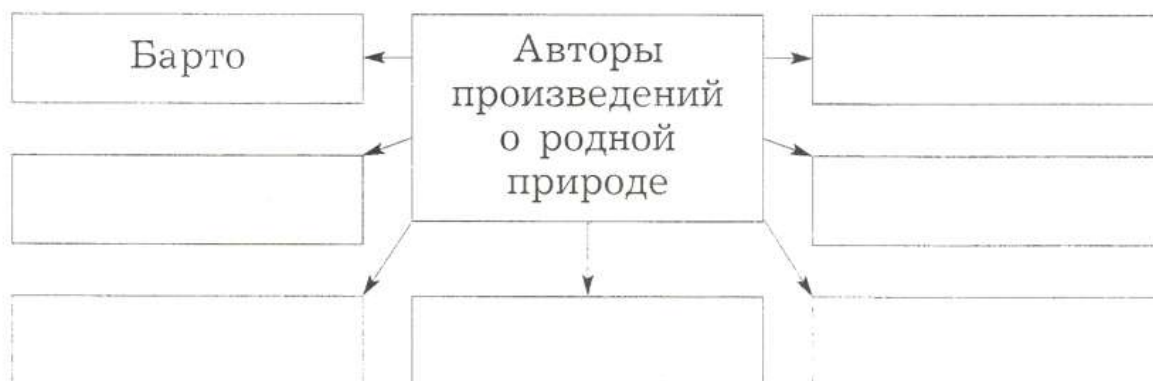 Барто
Авторы
произведений
о родной
природе